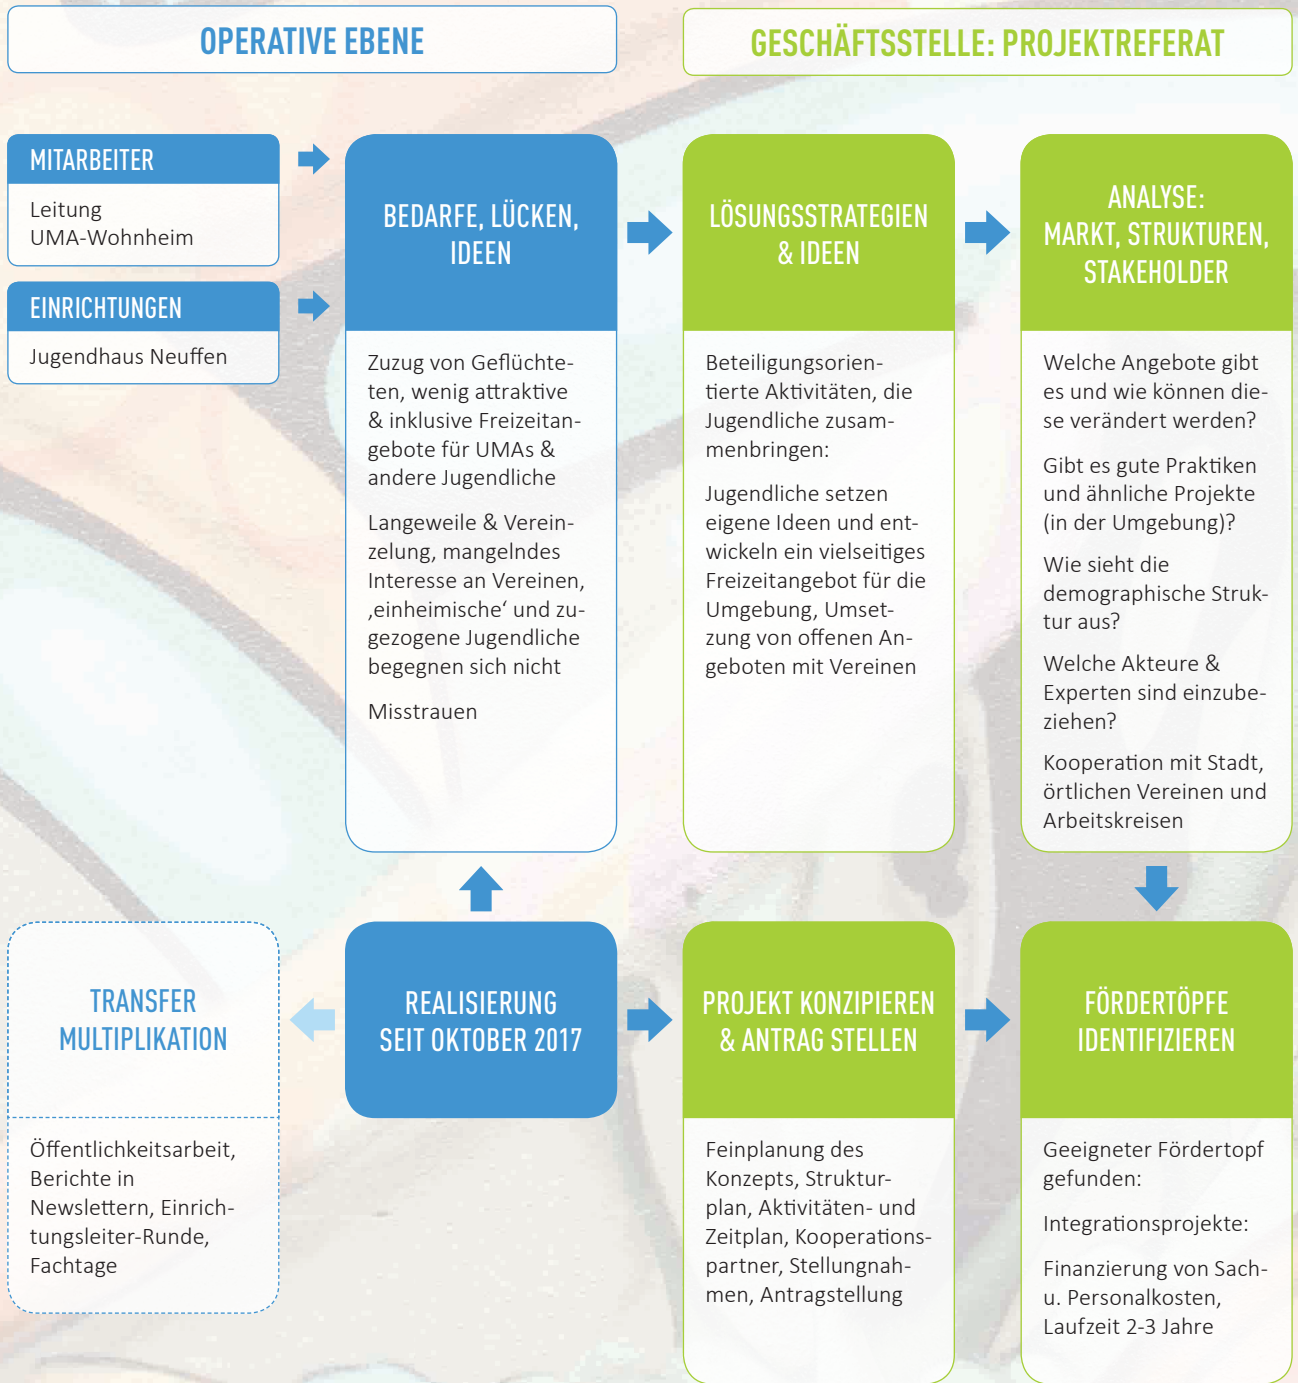 OPERATIVE EBENE
GESCHÄFTSSTELLE: PROJEKTREFERAT
MITARBEITER
Leitung
UMA-Wohnheim
EINRICHTUNGEN
Jugendhaus Neuffen
BEDARFE, LÜCKEN,
IDEEN
Zuzug von Geflüchte-
ten, wenig attraktive
& inklusive Freizeitan-
gebote für UMAs &
andere Jugendliche
Langeweile & Verein-
zelung, mangelndes
Interesse an Vereinen,
‚einheimische‘ und zu-
gezogene Jugendliche
begegnen sich nicht
Misstrauen
LÖSUNGSSTRATEGIEN
& IDEEN
Beteiligungsorien-
tierte Aktivitäten, die
Jugendliche zusam-
menbringen:
Jugendliche setzen
eigene Ideen und ent-
wickeln ein vielseitiges
Freizeitangebot für die
Umgebung, Umset-
zung von offenen An-
geboten mit Vereinen
ANALYSE:
MARKT, STRUKTUREN,
STAKEHOLDER
Welche Angebote gibt
es und wie können die-
se verändert werden?
Gibt es gute Praktiken
und ähnliche Projekte
(in der Umgebung)?
Wie sieht die
demographische Struk-
tur aus?
Welche Akteure &
Experten sind einzube-
ziehen?
Kooperation mit Stadt,
örtlichen Vereinen und
Arbeitskreisen
TRANSFER
MULTIPLIKATION
Öffentlichkeitsarbeit,
Berichte in
Newslettern, Einrich-
tungsleiter-Runde,
Fachtage
REALISIERUNG
SEIT OKTOBER 2017
PROJEKT KONZIPIEREN
& ANTRAG STELLEN
Feinplanung des
Konzepts, Struktur-
plan, Aktivitäten- und
Zeitplan, Kooperations-
partner, Stellungnah-
men, Antragstellung
FÖRDERTÖPFE
IDENTIFIZIEREN
Geeigneter Fördertopf
gefunden:
Integrationsprojekte:
Finanzierung von Sach-
u. Personalkosten,
Laufzeit 2-3 Jahre